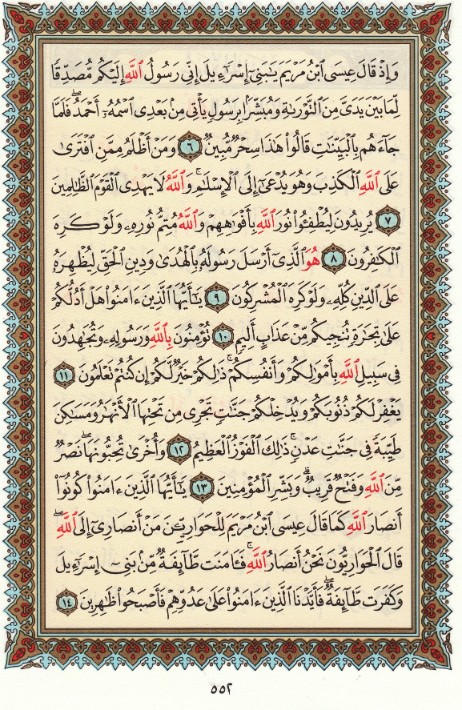 وَإِذْ قَالَ عِيسَى ٱبْنُ مَرْيَمَ يَٰبَنِىٓ إِسْرَٰٓءِيلَ إِنِّى رَسُولُ ٱللَّهِ إِلَيْكُم مُّصَدِّقًا
لِّمَا بَيْنَ يَدَىَّ مِنَ ٱلتَّوْرَىٰةِ وَمُبَشِّرًۢا بِرَسُولٍ يَأْتِى مِنۢ بَعْدِى ٱسْمُهُۥٓ أَحْمَدُ ۖ فَلَمَّا
جَآءَهُم بِٱلْبَيِّنَٰتِ قَالُوا۟ هَٰذَا سِحْرٌ مُّبِينٌ ٦ وَمَنْ أَظْلَمُ مِمَّنِ ٱفْتَرَىٰ
عَلَى ٱللَّهِ ٱلْكَذِبَ وَهُوَ يُدْعَىٰٓ إِلَى ٱلْإِسْلَٰمِ ۚ وَٱللَّهُ لَا يَهْدِى ٱلْقَوْمَ ٱلظَّٰلِمِينَ
٧ يُرِيدُونَ لِيُطْفِـُٔوا۟ نُورَ ٱللَّهِ بِأَفْوَٰهِهِمْ وَٱللَّهُ مُتِمُّ نُورِهِۦ وَلَوْ كَرِهَ
ٱلْكَٰفِرُونَ ٨ هُوَ ٱلَّذِىٓ أَرْسَلَ رَسُولَهُۥ بِٱلْهُدَىٰ وَدِينِ ٱلْحَقِّ لِيُظْهِرَهُۥ
عَلَى ٱلدِّينِ كُلِّهِۦ وَلَوْ كَرِهَ ٱلْمُشْرِكُونَ ٩ يَٰٓأَيُّهَا ٱلَّذِينَ ءَامَنُوا۟ هَلْ أَدُلُّكُمْ
عَلَىٰ تِجَٰرَةٍ تُنجِيكُم مِّنْ عَذَابٍ أَلِيمٍ ١٠ تُؤْمِنُونَ بِٱللَّهِ وَرَسُولِهِۦ وَتُجَٰهِدُونَ
فِى سَبِيلِ ٱللَّهِ بِأَمْوَٰلِكُمْ وَأَنفُسِكُمْ ۚ ذَٰلِكُمْ خَيْرٌ لَّكُمْ إِن كُنتُمْ تَعْلَمُونَ ١١
يَغْفِرْ لَكُمْ ذُنُوبَكُمْ وَيُدْخِلْكُمْ جَنَّٰتٍ تَجْرِى مِن تَحْتِهَا ٱلْأَنْهَٰرُ وَمَسَٰكِنَ
طَيِّبَةً فِى جَنَّٰتِ عَدْنٍ ۚ ذَٰلِكَ ٱلْفَوْزُ ٱلْعَظِيمُ ١٢ وَأُخْرَىٰ تُحِبُّونَهَا ۖ نَصْرٌ
مِّنَ ٱللَّهِ وَفَتْحٌ قَرِيبٌ ۗ وَبَشِّرِ ٱلْمُؤْمِنِينَ ١٣ يَٰٓأَيُّهَا ٱلَّذِينَ ءَامَنُوا۟ كُونُوٓا۟
أَنصَارَ ٱللَّهِ كَمَا قَالَ عِيسَى ٱبْنُ مَرْيَمَ لِلْحَوَارِيِّـۧنَ مَنْ أَنصَارِىٓ إِلَى ٱللَّهِ ۖ
قَالَ ٱلْحَوَارِيُّونَ نَحْنُ أَنصَارُ ٱللَّهِ ۖ فَـَٔامَنَت طَّآئِفَةٌ مِّنۢ بَنِىٓ إِسْرَٰٓءِيلَ
وَكَفَرَت طَّآئِفَةٌ ۖ فَأَيَّدْنَا ٱلَّذِينَ ءَامَنُوا۟ عَلَىٰ عَدُوِّهِمْ فَأَصْبَحُوا۟ ظَٰهِرِينَ ١٤
٥٥٢